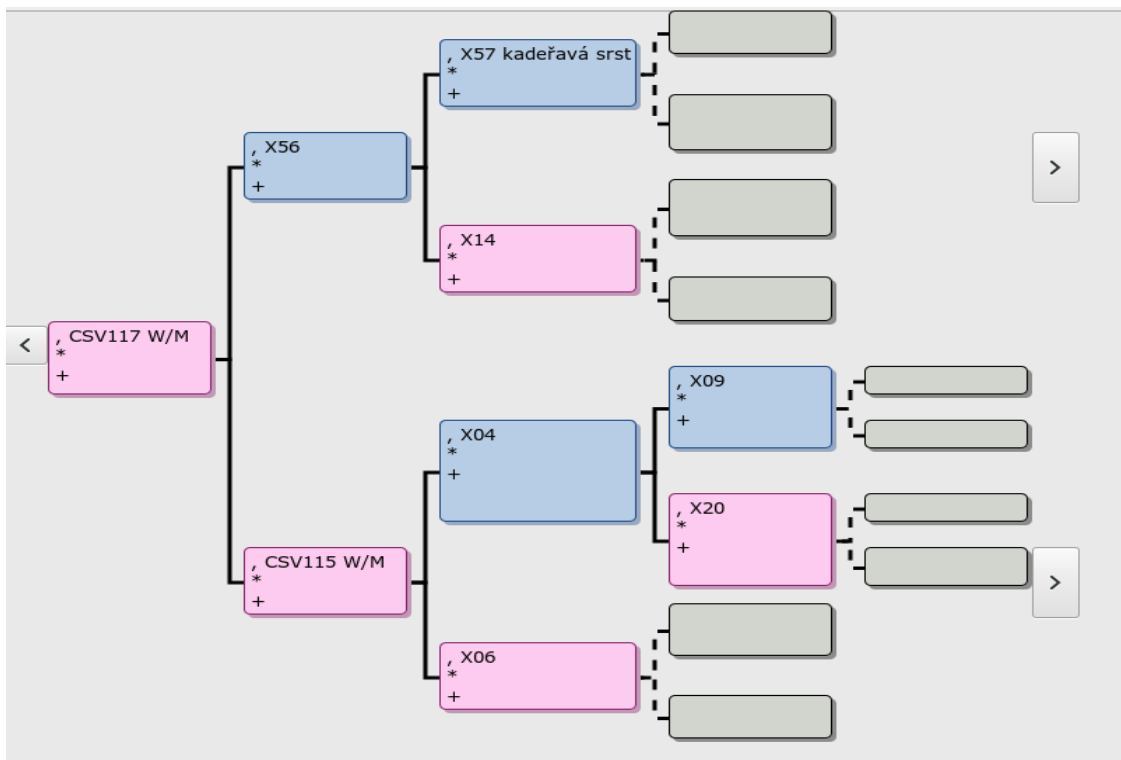 , X57 kadeřavá srst
*
+
, X56
*
+
, X14
*
+
>
, CSV117 W/M
*
+
<
, X09
*
+
, X04
*
+
, X20
*
+
, CSV115 W/M
*
+
>
, X06
*
+